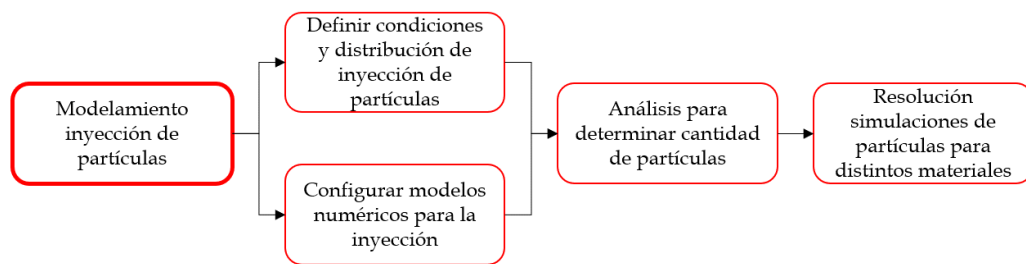 Modelamiento
inyección de
partículas
Definir condiciones
y distribución de
inyección de
partículas
Configurar modelos
numéricos para la
inyección
Análisis para
determinar cantidad
de partículas
Resolución
simulaciones de
partículas para
distintos materiales